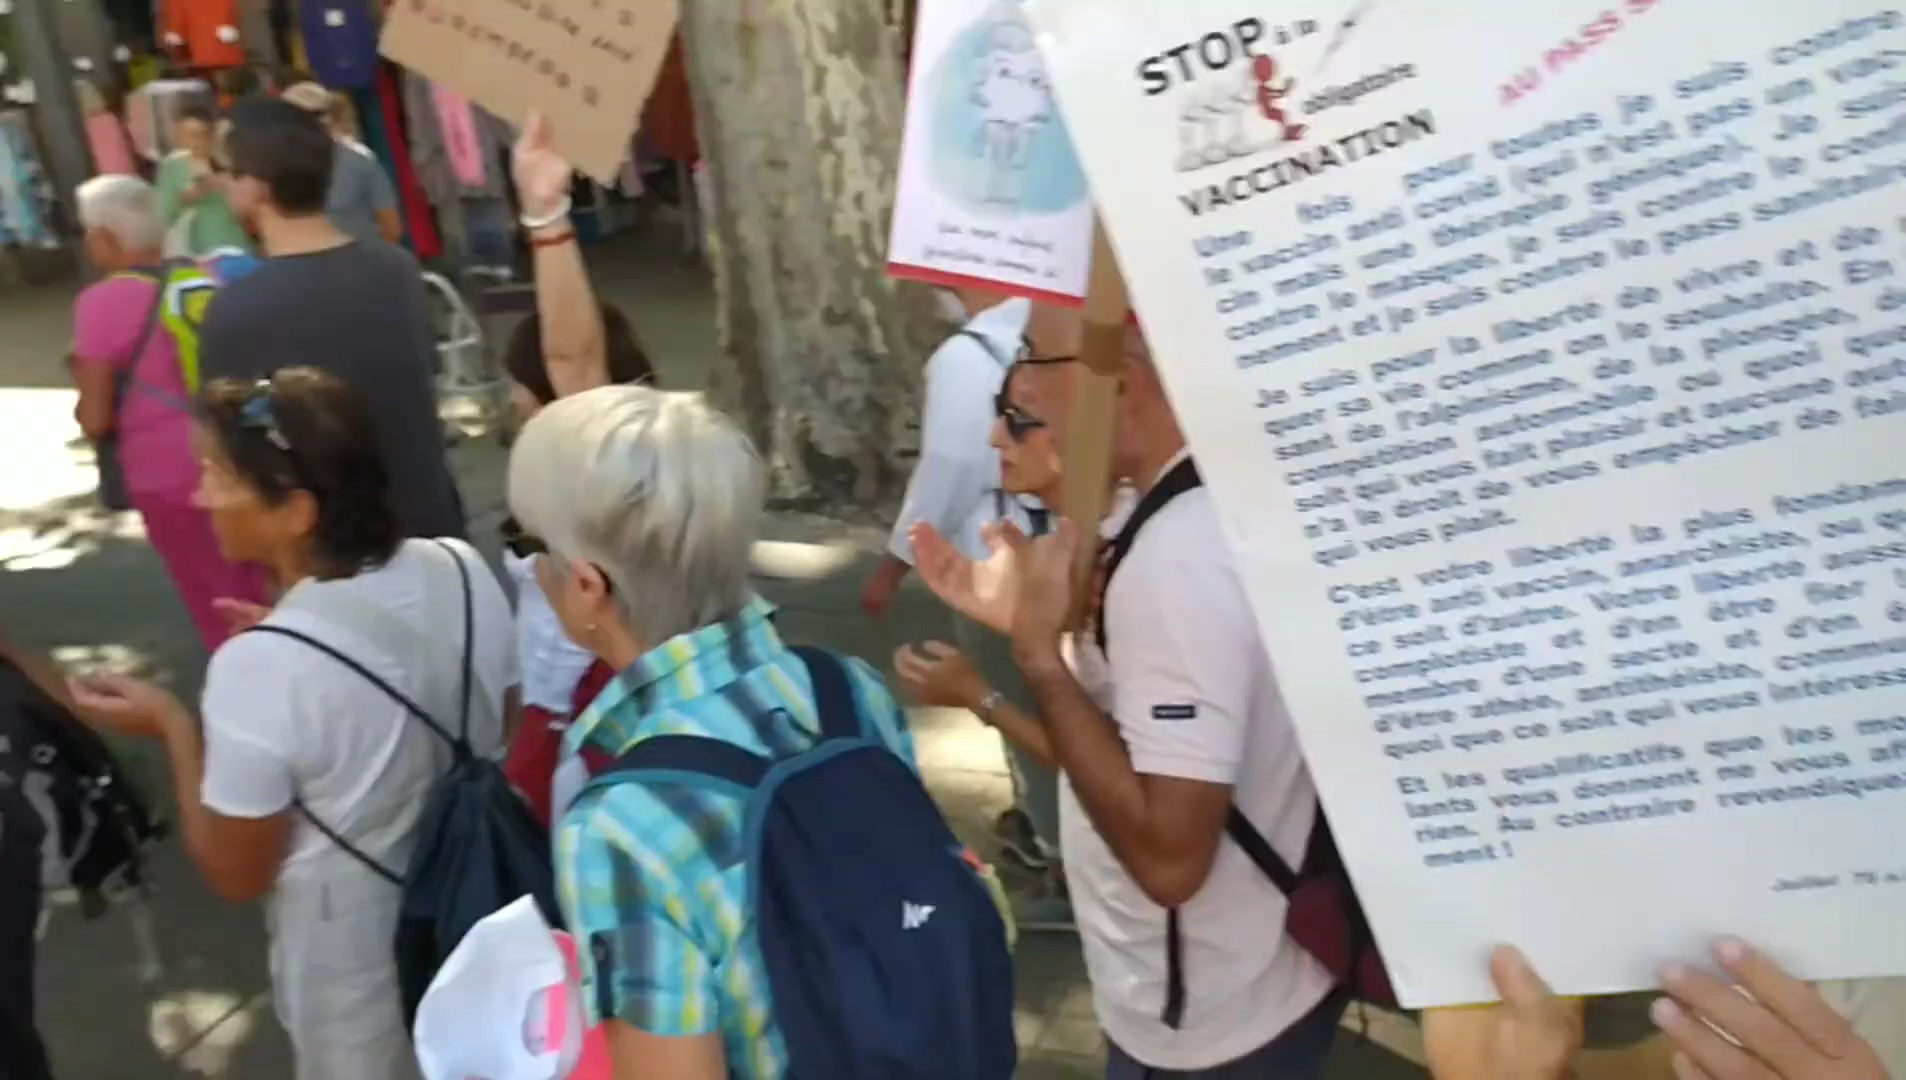 STOP à la
obligatoire
VACCINATION
AU PASS
Une fois pour toutes je suis contre
le vaccin anti covid (qui n'est pas un vac-
cin mais une thérapie génique). Je suis
contre le masque, je suis contre le confi
nement et je suis contre le pass sanitaire
Je suis pour la liberté de vivre et de
quer sa vie comme on le souhaite. En
sant de l'alpinisme, de la plongée, d
compétition automobile ou quoi que
soit qui vous fait plaisir et aucune aut
n'a le droit de vous empêcher de fai
qui vous plait.
C'est votre liberté la plus fondam
d'être anti vaccin, anarchiste, ou qu
ce soit d'autre. Votre liberté aussi
complotiste et d'en être fier
membre d'une secte et d'en ê
d'être athée, antithéiste, commu
quoi que ce soit qui vous intéress
Et les qualificatifs que les mo
lants vous donnent ne vous aff
rien. Au contraire revendique
ment !